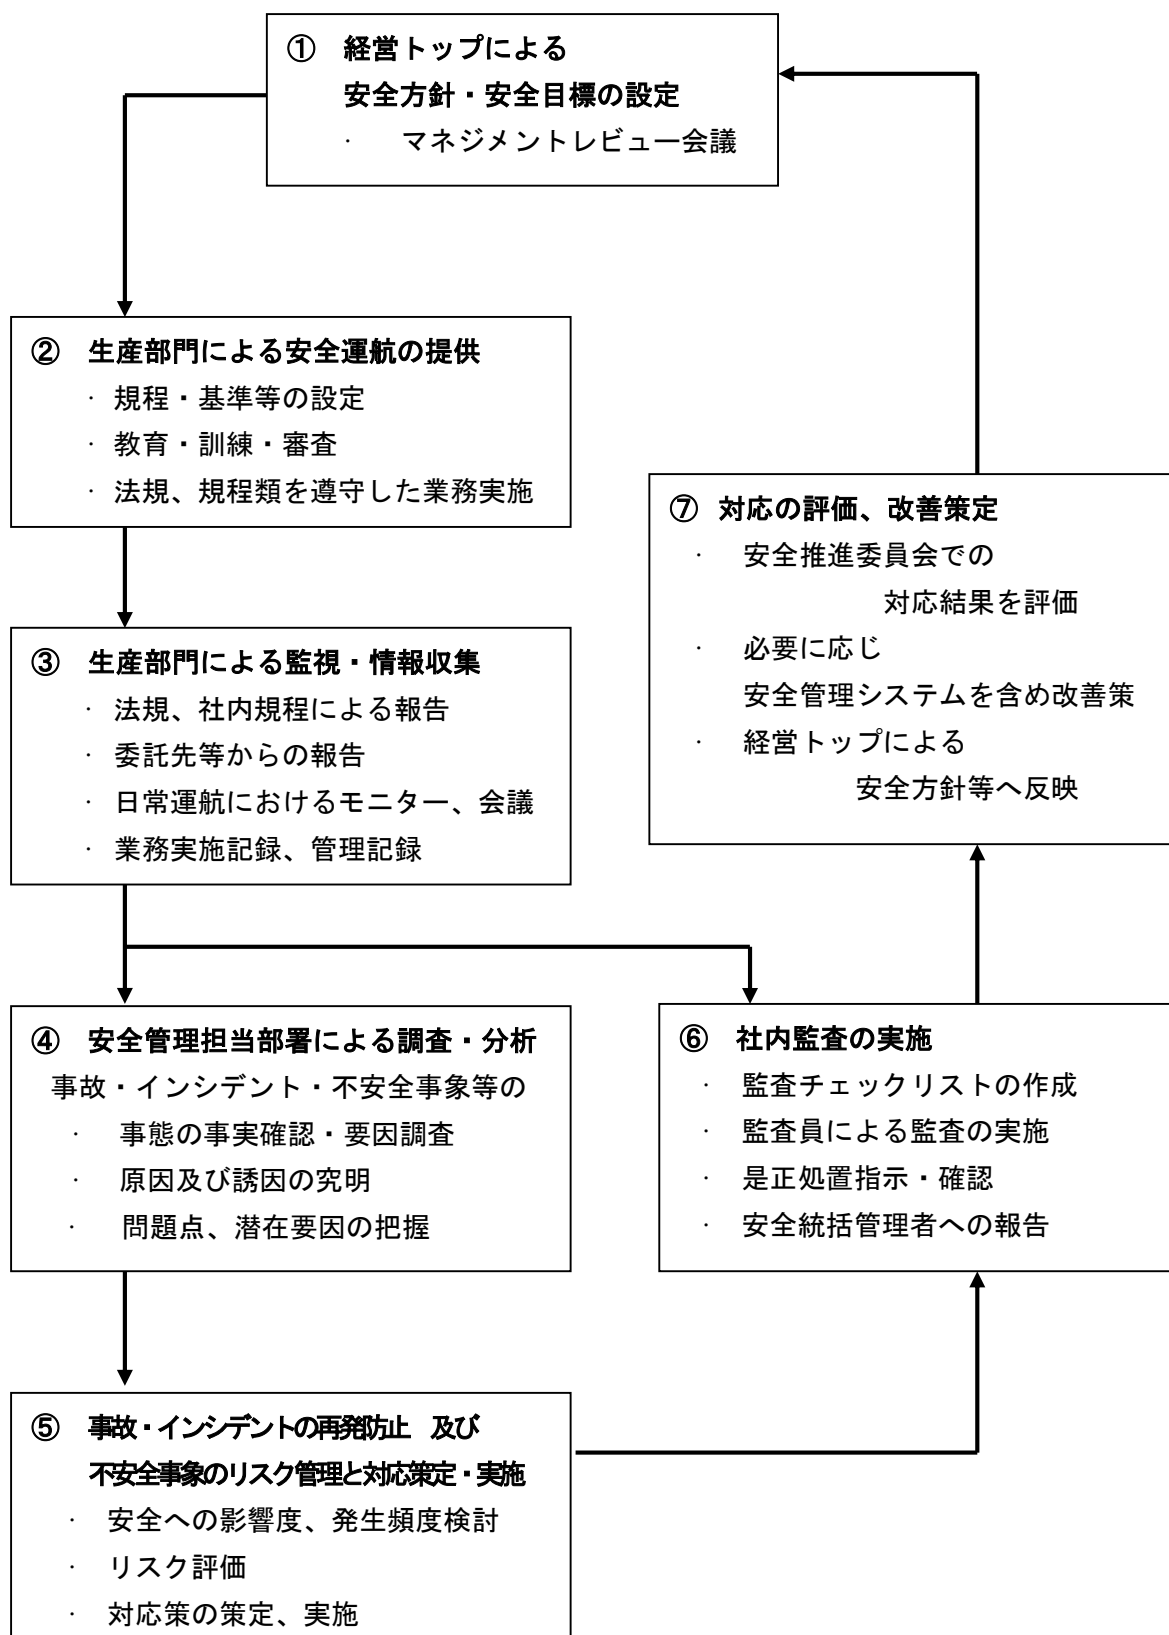 ① 経営トップによる
安全方針・安全目標の設定
· マネジメントレビュー会議
② 生産部門による安全運航の提供
· 規程・基準等の設定
· 教育・訓練・審査
· 法規、規程類を遵守した業務実施
③ 生産部門による監視・情報収集
· 法規、社内規程による報告
· 委託先等からの報告
· 日常運航におけるモニター、会議
· 業務実施記録、管理記録
④ 安全管理担当部署による調査・分析
事故・インシデント・不安全事象等の
· 事態の事実確認・要因調査
· 原因及び誘因の究明
· 問題点、潜在要因の把握
⑤ 事故・インシデントの再発防止 及び
不安全事象のリスク管理と対応策定・実施
· 安全への影響度、発生頻度検討
· リスク評価
· 対応策の策定、実施
⑥ 社内監査の実施
· 監査チェックリストの作成
· 監査員による監査の実施
· 是正処置指示・確認
· 安全統括管理者への報告
⑦ 対応の評価、改善策定
· 安全推進委員会での
対応結果を評価
· 必要に応じ
安全管理システムを含め改善策
· 経営トップによる
安全方針等へ反映